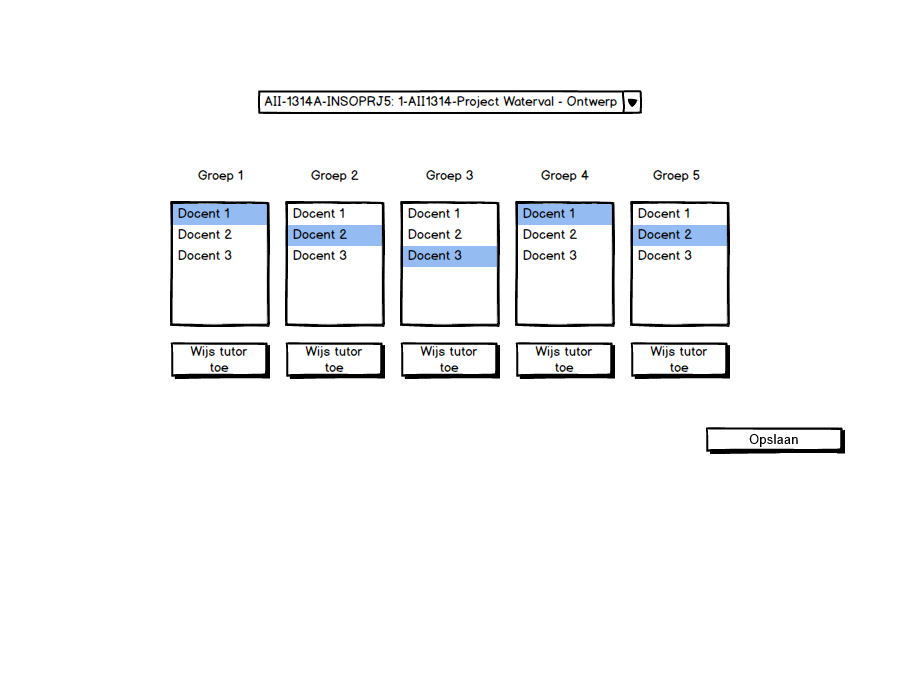 AII-1314A-INSOPRJ5: 1-AII1314-Project Waterval - Ontwerp
Groep 1
Groep 2
Groep 3
Groep 4
Groep 5
Docent 1
Docent 2
Docent 3
Docent 1
Docent 2
Docent 3
Docent 1
Docent 2
Docent 3
Docent 1
Docent 2
Docent 3
Docent 1
Docent 2
Docent 3
Wijs tutor
toe
Wijs tutor
toe
Wijs tutor
toe
Wijs tutor
toe
Wijs tutor
toe
Opslaan